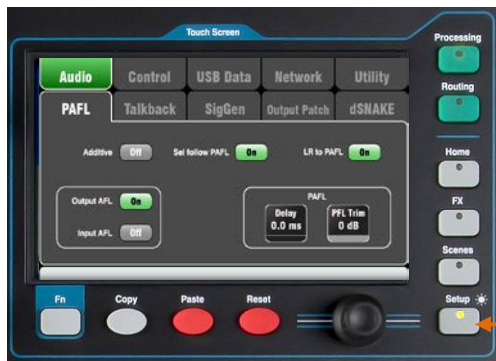 Touch Screen
Processing
Audio Control USB Data Network Utility
Routing
PAFL Talkback SigGen Output Patch dSNAKE
Additive Off Sel follow PAFL On LR to PAFL On
Home
Output AFL On
PAFL
FX
Delay
0.0 ms
PFL Trim
0 dB
Input AFL Off
Scenes
Fn Copy Paste Reset Setup